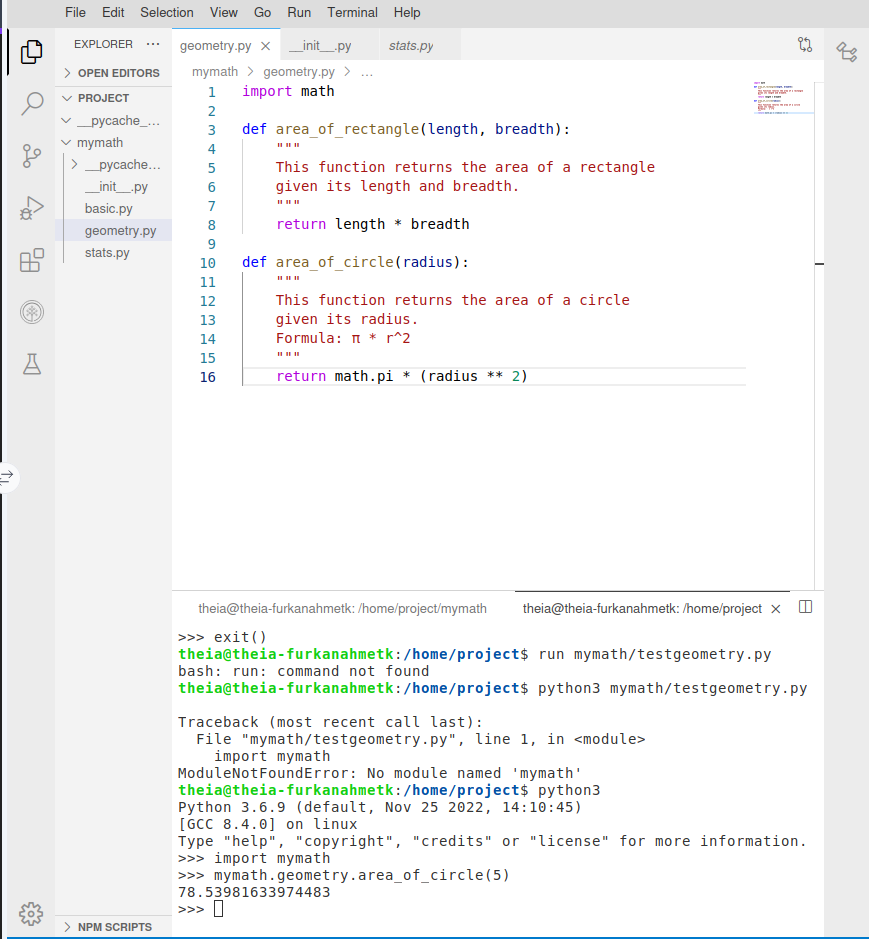 File Edit Selection View Go Run Terminal Help
EXPLORER ...
geometry.py × __init__.py stats.py
OPEN EDITORS
mymath > geometry.py > ...
PROJECT
__pycache_...
mymath
__pycache...
__init__.py
basic.py
geometry.py
stats.py
1 import math
2
3 def area_of_rectangle(length, breadth):
4 """
5 This function returns the area of a rectangle
6 given its length and breadth.
7 """
8 return length * breadth
9
10 def area_of_circle(radius):
11 """
12 This function returns the area of a circle
13 given its radius.
14 Formula: π * r^2
15 """
16 return math.pi * (radius ** 2)
theia@theia-furkanahmetk: /home/project/mymath theia@theia-furkanahmetk: /home/project ×
>>> exit()
theia@theia-furkanahmetk:/home/project$ run mymath/testgeometry.py
bash: run: command not found
theia@theia-furkanahmetk:/home/project$ python3 mymath/testgeometry.py
Traceback (most recent call last):
File "mymath/testgeometry.py", line 1, in <module>
import mymath
ModuleNotFoundError: No module named 'mymath'
theia@theia-furkanahmetk:/home/project$ python3
Python 3.6.9 (default, Nov 25 2022, 14:10:45)
[GCC 8.4.0] on linux
Type "help", "copyright", "credits" or "license" for more information.
>>> import mymath
>>> mymath.geometry.area_of_circle(5)
78.53981633974483
>>>
NPM SCRIPTS